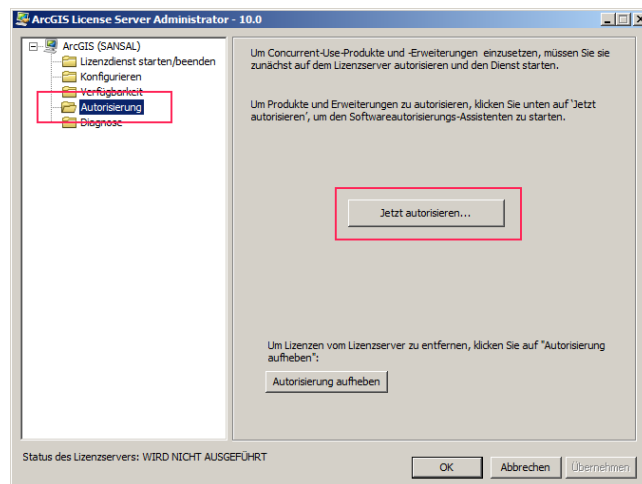 ArcGIS License Server Administrator - 10.0
ArcGIS (SANSAL)
Lizenzdienst starten/beenden
Konfigurieren
Verfügbarkeit
Autorisierung
Diagnose
Um Concurrent-Use-Produkte und -Erweiterungen einzusetzen, müssen Sie sie
zunächst auf dem Lizenzserver autorisieren und den Dienst starten.
Um Produkte und Erweiterungen zu autorisieren, klicken Sie unten auf 'Jetzt
autorisieren', um den Softwareautorisierungs-Assistenten zu starten.
Jetzt autorisieren...
Um Lizenzen vom Lizenzserver zu entfernen, klicken Sie auf "Autorisierung
aufheben":
Autorisierung aufheben
Status des Lizenzservers: WIRD NICHT AUSGEFÜHRT
OK Abbrechen Übernehmen